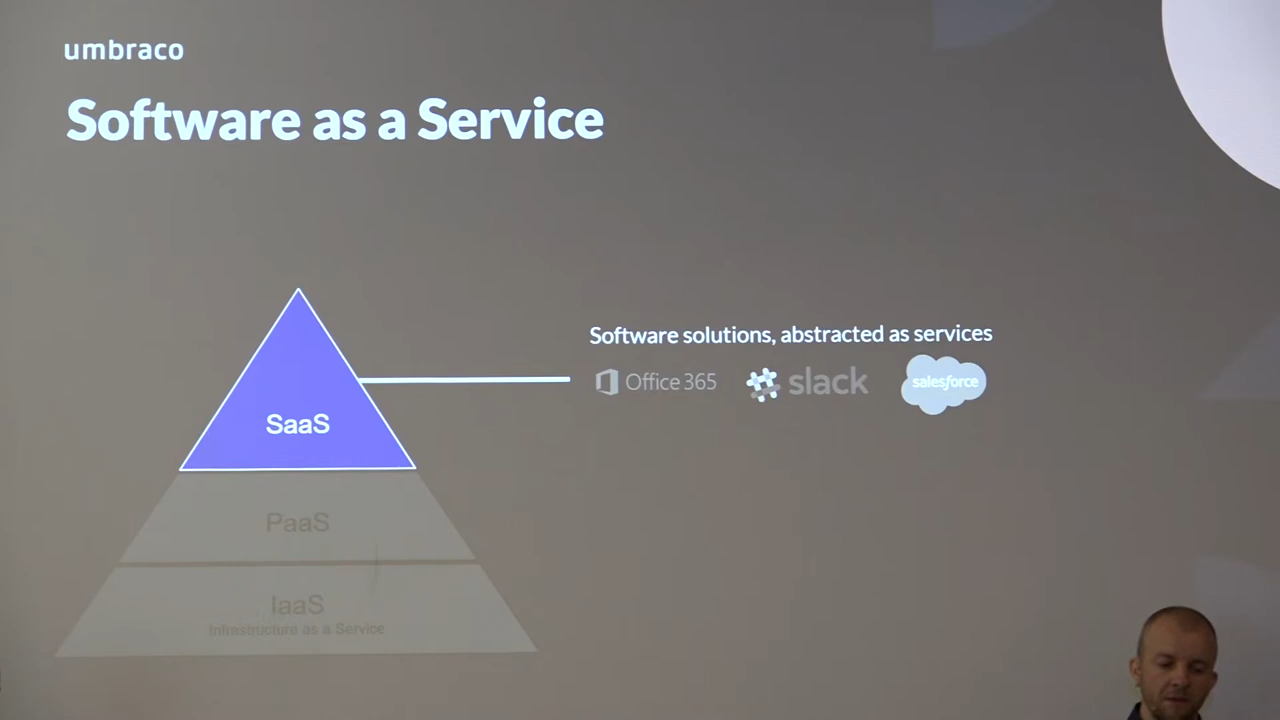 umbraco
Software as a Service
Software solutions, abstracted as services
Office 365
slack
salesforce
SaaS
PaaS
IaaS
Infrastructure as a Service